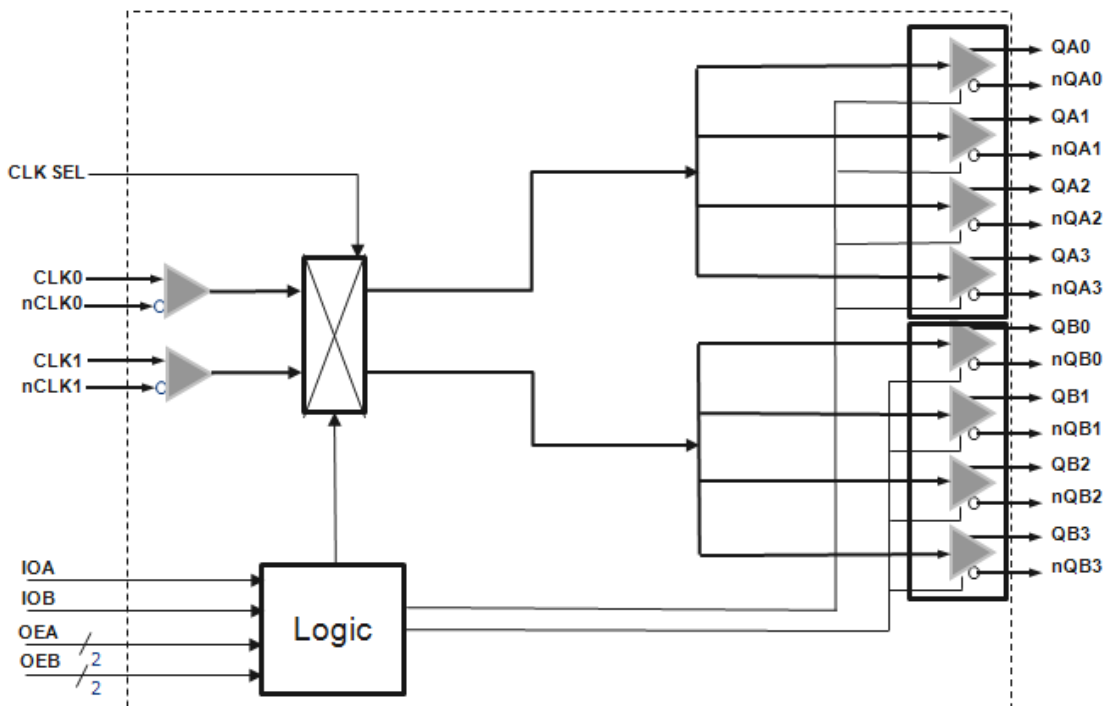 QA0
nQA0
QA1
nQA1
CLK SEL
QA2
nQA2
QA3
CLK0
nQA3
nCLK0
QB0
CLK1
nQB0
nCLK1
QB1
nQB1
QB2
nQB2
QB3
IOA
nQB3
IOB
Logic
OEA
2
OEB
2